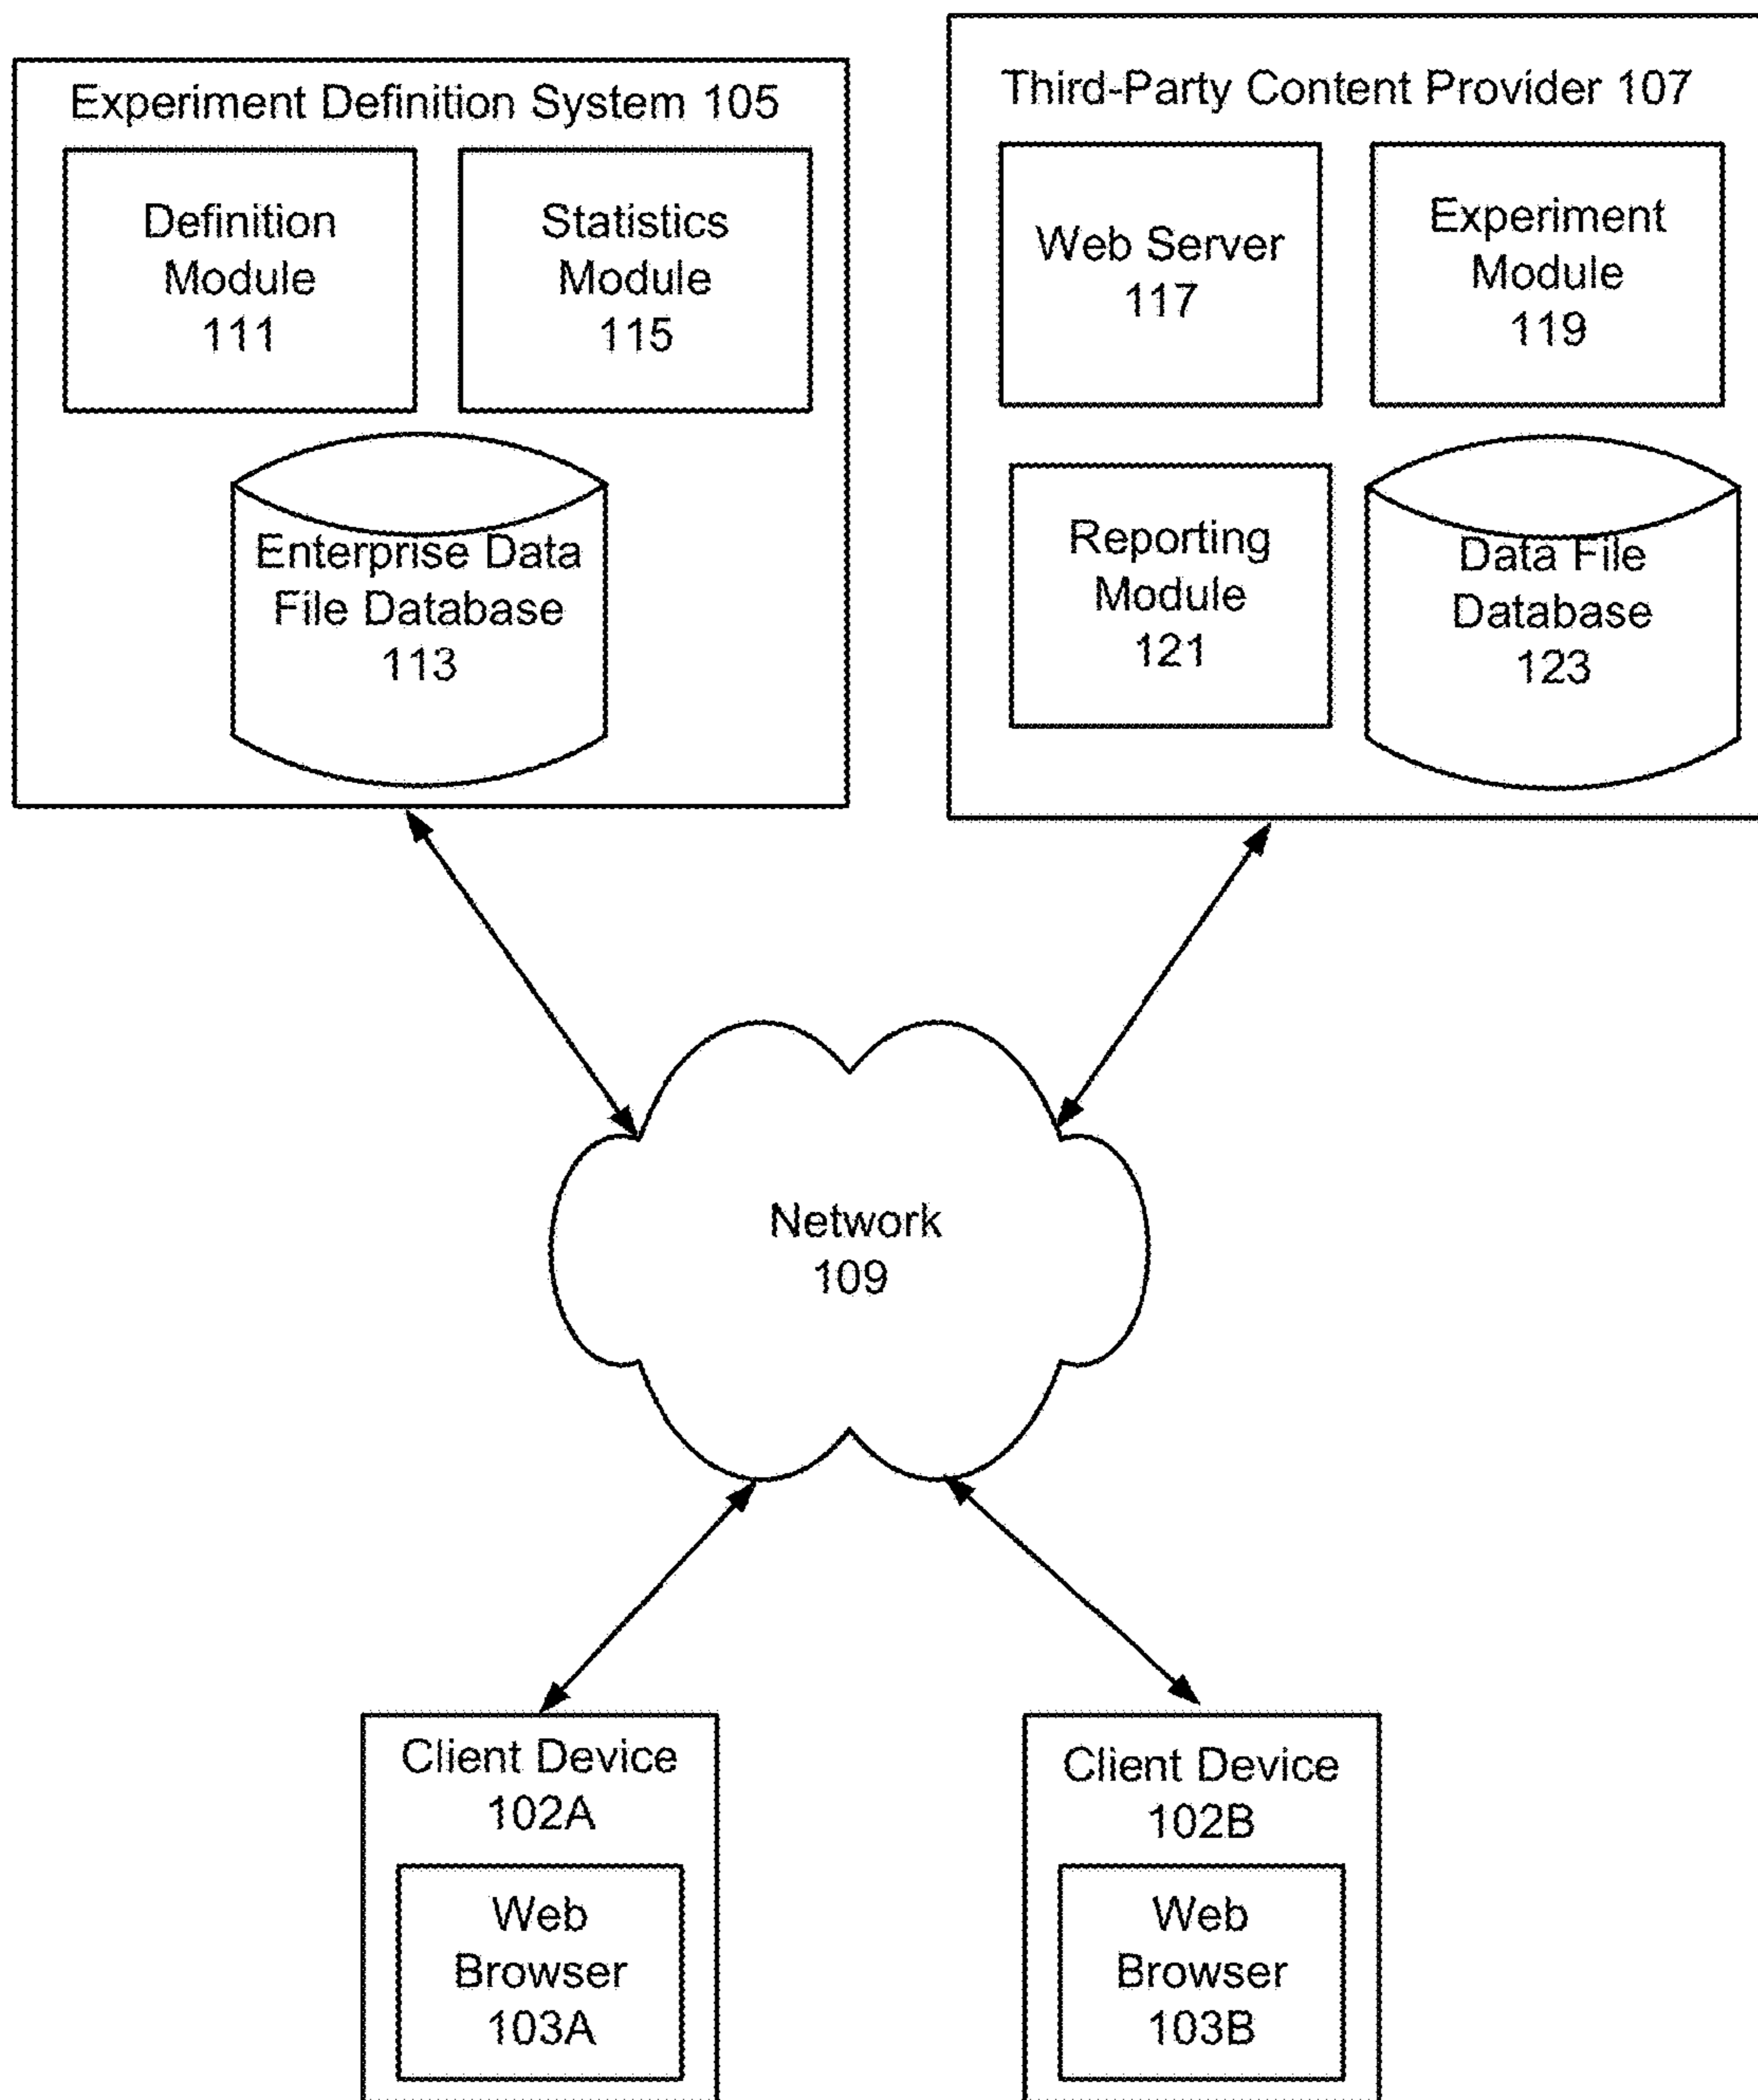 Experiment Definition System 105
Definition
Module
111
Statistics
Module
115
Enterprise Data
File Database
113
Third-Party Content Provider 107
Web Server
117
Experiment
Module
119
Reporting
Module
121
Data File
Database
123
Network
109
Client Device
102A
Web
Browser
103A
Client Device
102B
Web
Browser
103B